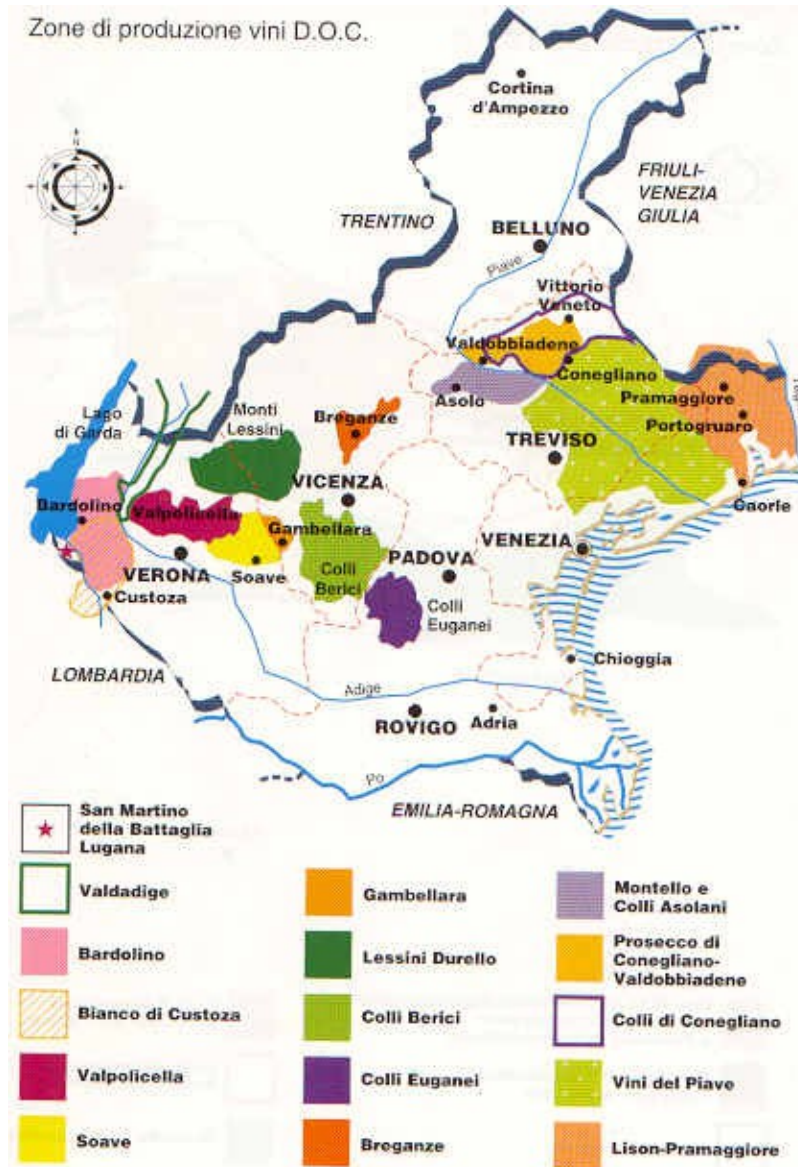 Zone di produzione vini D.O.C.
Cortina
d'Ampezzo
N
FRIULI-
VENEZIA
GIULIA
TRENTINO
BELLUNO
Piave
Vittorio
Veneto
Valdobbiadene
Conegliano
Asolo
Pramaggiore
Portogruaro
Lago
di Garda
Monti
Lessini
Breganze
TREVISO
VICENZA
Caorle
Bardolino
Valpolicella
Gambellara
VENEZIA
PADOVA
VERONA
Soave
Colli
Berici
Custoza
Colli
Euganei
Chioggia
LOMBARDIA
Adige
ROVIGO
Adria
Po
EMILIA-ROMAGNA
San Martino
della Battaglia
Lugana
Valdadige
Bardolino
Bianco di Custoza
Valpolicella
Soave
Gambellara
Lessini Durello
Colli Berici
Colli Euganei
Breganze
Montello e
Colli Asolani
Prosecco di
Conegliano-
Valdobbiadene
Colli di Conegliano
Vini del Piave
Lison-Pramaggiore